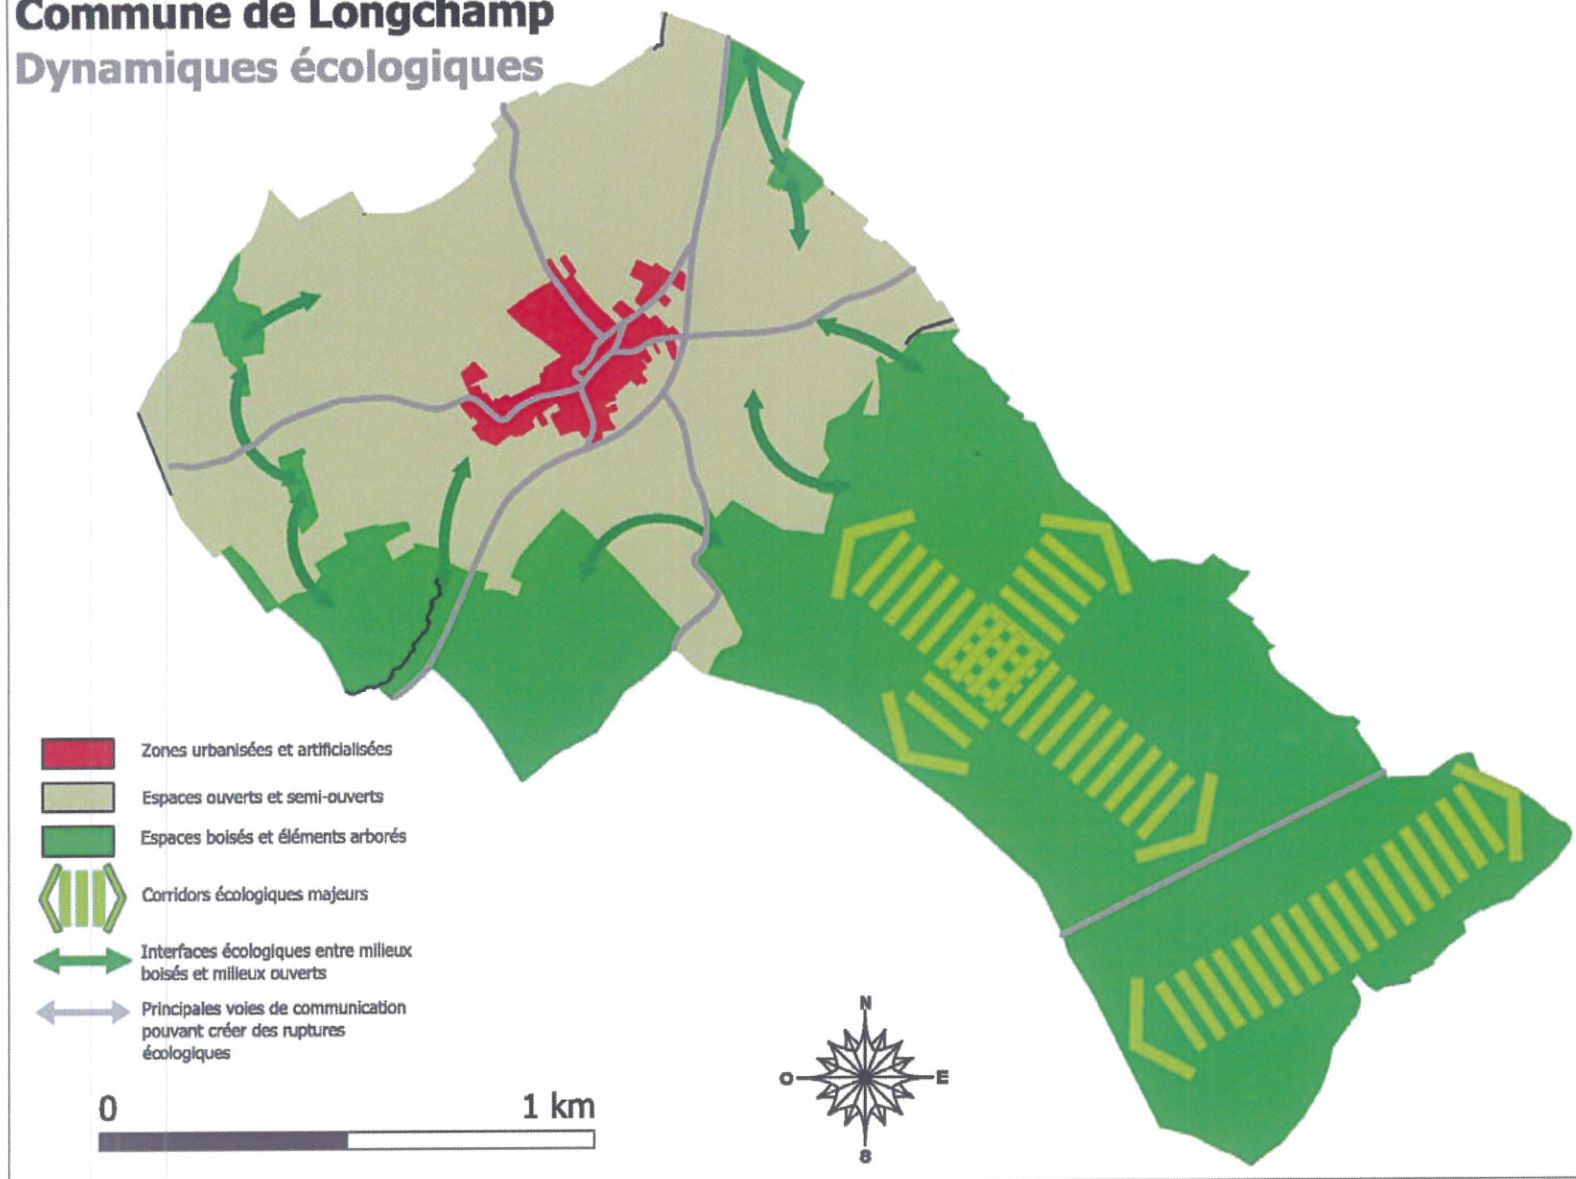 Commune de Longchamp
Dynamiques écologiques
Zones urbanisées et artificialisées
Espaces ouverts et semi-ouverts
Espaces boisés et éléments arborés
Corridors écologiques majeurs
Interfaces écologiques entre milieux
boisés et milieux ouverts
Principales voies de communication
pouvant créer des ruptures
écologiques
0 1 km
N
O E
S